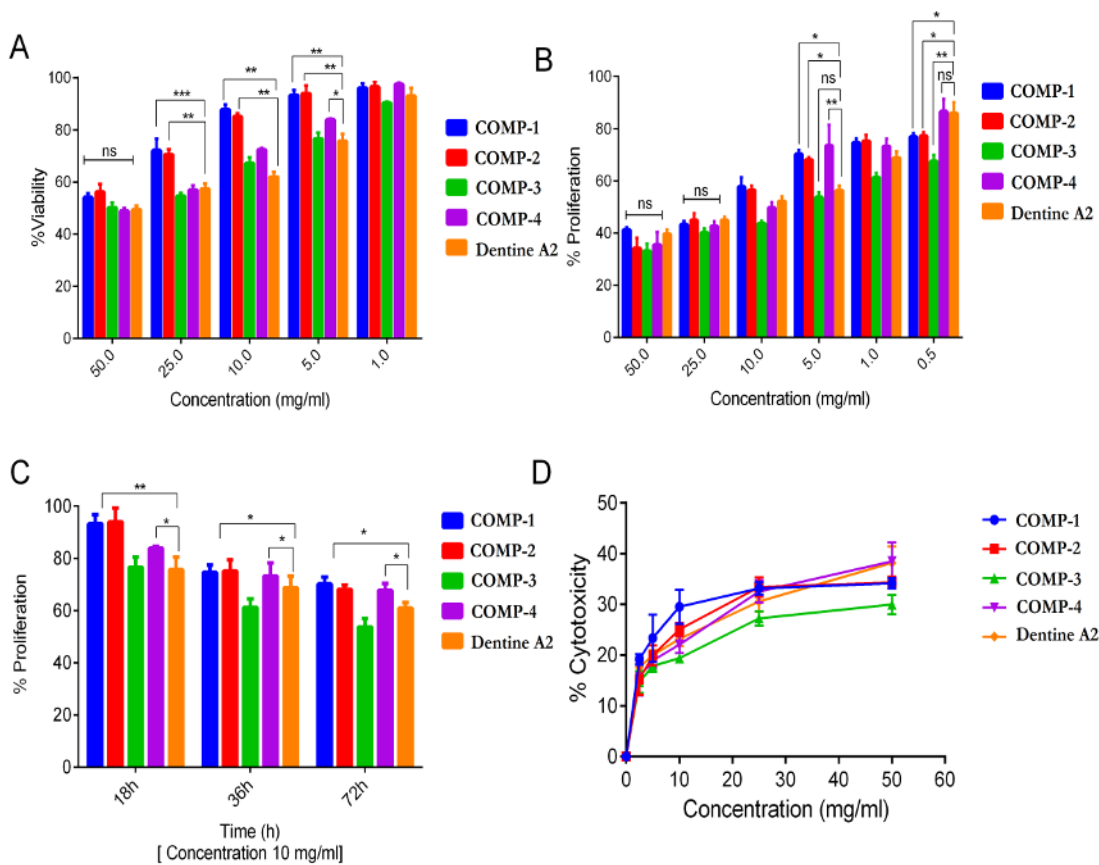 A
**
**
***
**
**
**
**
*
ns
%Viability
100
80
60
40
20
0
50.0
25.0
10.0
5.0
1.0
Concentration (mg/ml)
COMP-1
COMP-2
COMP-3
COMP-4
Dentine A2
B
*
*
ns
**
*
*
**
ns
ns
ns
% Proliferation
100
80
60
40
20
0
50.0
25.0
10.0
5.0
1.0
0.5
Concentration (mg/ml)
COMP-1
COMP-2
COMP-3
COMP-4
Dentine A2
C
**
*
*
*
*
*
% Proliferation
100
80
60
40
20
0
18h
36h
72h
Time (h)
[ Concentration 10 mg/ml]
COMP-1
COMP-2
COMP-3
COMP-4
Dentine A2
D
% Cytotoxicity
50
40
30
20
10
0
0 10 20 30 40 50 60
Concentration (mg/ml)
COMP-1
COMP-2
COMP-3
COMP-4
Dentine A2